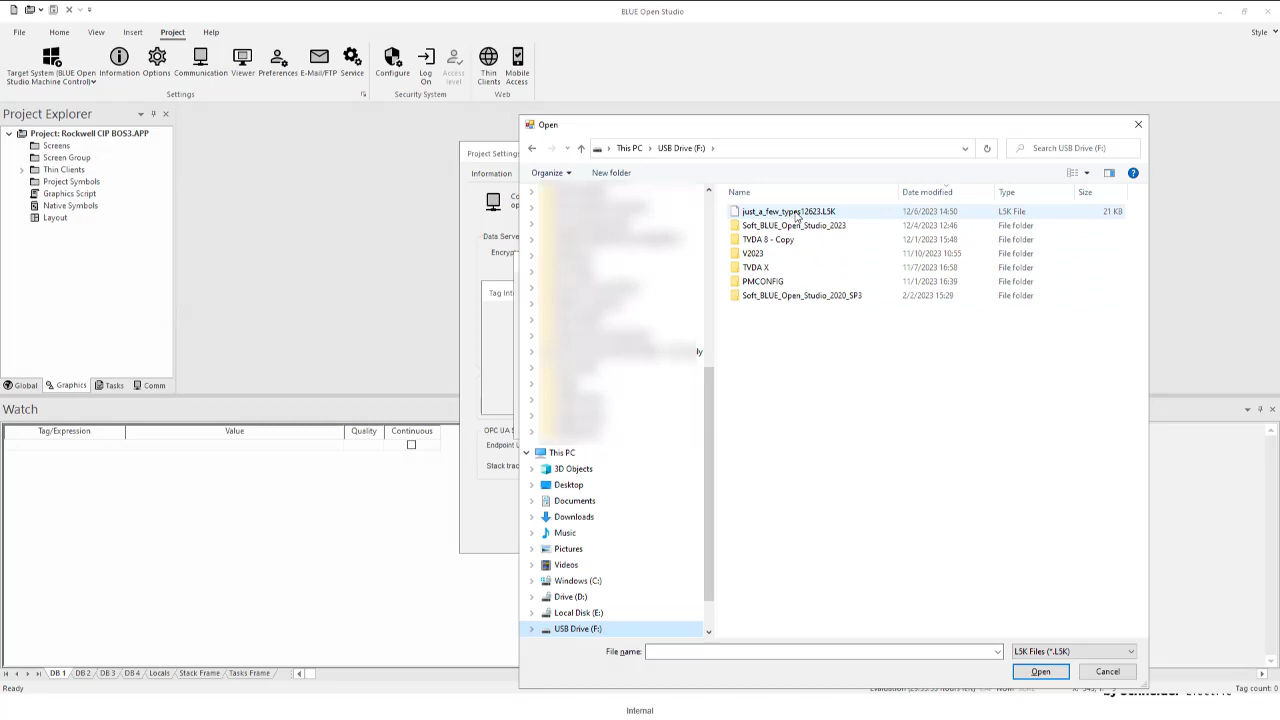 BLUE Open Studio
File Home View Insert Project Help
Style
Target System (BLUE Open Studio Machine Control)
Information
Options
Communication
Viewer
Preferences
E-Mail/FTP
Service
Configure
Log On
Access level
Thin Clients
Mobile Access
Settings
Security System
Web
Project Explorer
Project: Rockwell CIP BOS3.APP
Screens
Screen Group
Thin Clients
Project Symbols
Graphics Script
Native Symbols
Layout
Global Graphics Tasks Comm
Project Settings
Information
Data Serve
Encryp
Tag Int
OPC UA S
Endpoint U
Stack trac
Open
This PC > USB Drive (F:) >
Search USB Drive (F:)
Organize New folder
Name Date modified Type Size
just_a_few_types12623.L5K 12/6/2023 14:50 L5K File 21 KB
Soft_BLUE_Open_Studio_2023 12/4/2023 12:46 File folder
TVDA 8 - Copy 12/1/2023 15:48 File folder
V2023 11/10/2023 10:55 File folder
TVDA X 11/7/2023 16:58 File folder
PMCONFIG 11/1/2023 16:39 File folder
Soft_BLUE_Open_Studio_2020_SP3 2/2/2023 15:29 File folder
ly
This PC
3D Objects
Desktop
Documents
Downloads
Music
Pictures
Videos
Windows (C:)
Drive (D:)
Local Disk (E:)
USB Drive (F:)
File name:
L5K Files (*.L5K)
Open Cancel
Watch
Tag/Expression Value Quality Continuous
DB 1 DB 2 DB 3 DB 4 Locals Stack Frame Tasks Frame
Ready
Tag count: 0
Internal